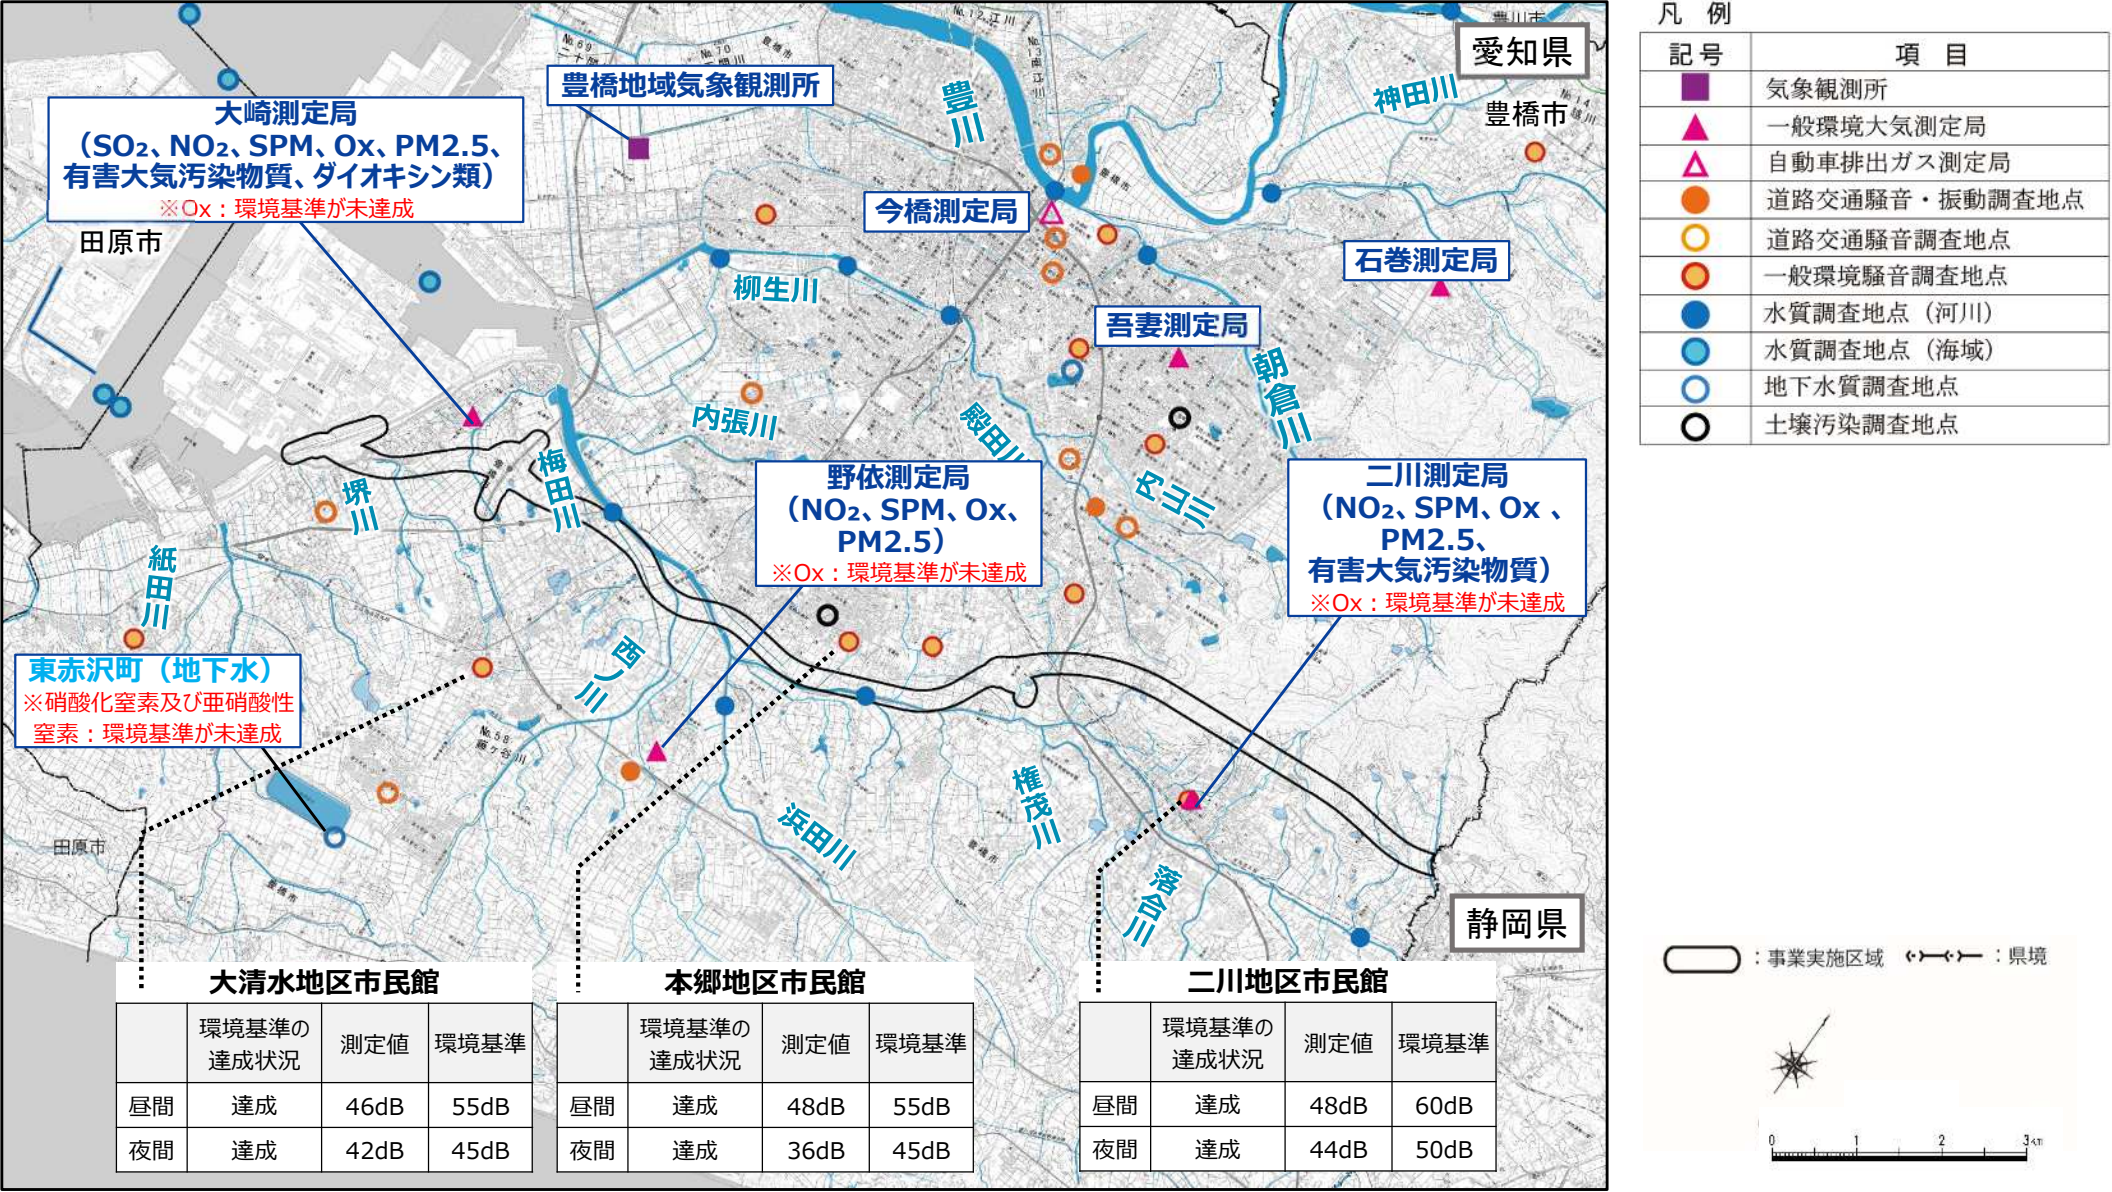 愛知県
豊川市
豊橋市
神田川
豊川
豊橋地域気象観測所
大崎測定局
（SO₂、NO₂、SPM、Ox、PM2.5、
有害大気汚染物質、ダイオキシン類）
※Ox：環境基準が未達成
田原市
今橋測定局
石巻測定局
柳生川
吾妻測定局
朝倉川
内張川
殿田川
梅田川
堺川
野依測定局
（NO₂、SPM、Ox、
PM2.5）
※Ox：環境基準が未達成
内山川
二川測定局
（NO₂、SPM、Ox 、
PM2.5、
有害大気汚染物質）
※Ox：環境基準が未達成
紙田川
西ノ川
東赤沢町（地下水）
※硝酸化窒素及び亜硝酸性
窒素：環境基準が未達成
No.58
藤ヶ谷川
権茂川
浜田川
田原市
豊橋市
豊橋市
落合川
静岡県
大清水地区市民館
環境基準の
達成状況 測定値 環境基準
昼間 達成 46dB 55dB
夜間 達成 42dB 45dB
本郷地区市民館
環境基準の
達成状況 測定値 環境基準
昼間 達成 48dB 55dB
夜間 達成 36dB 45dB
二川地区市民館
環境基準の
達成状況 測定値 環境基準
昼間 達成 48dB 60dB
夜間 達成 44dB 50dB
凡 例
記号 項 目
気象観測所
一般環境大気測定局
自動車排出ガス測定局
道路交通騒音・振動調査地点
道路交通騒音調査地点
一般環境騒音調査地点
水質調査地点（河川）
水質調査地点（海域）
地下水質調査地点
土壌汚染調査地点
：事業実施区域 ：県境
0 1 2 3km